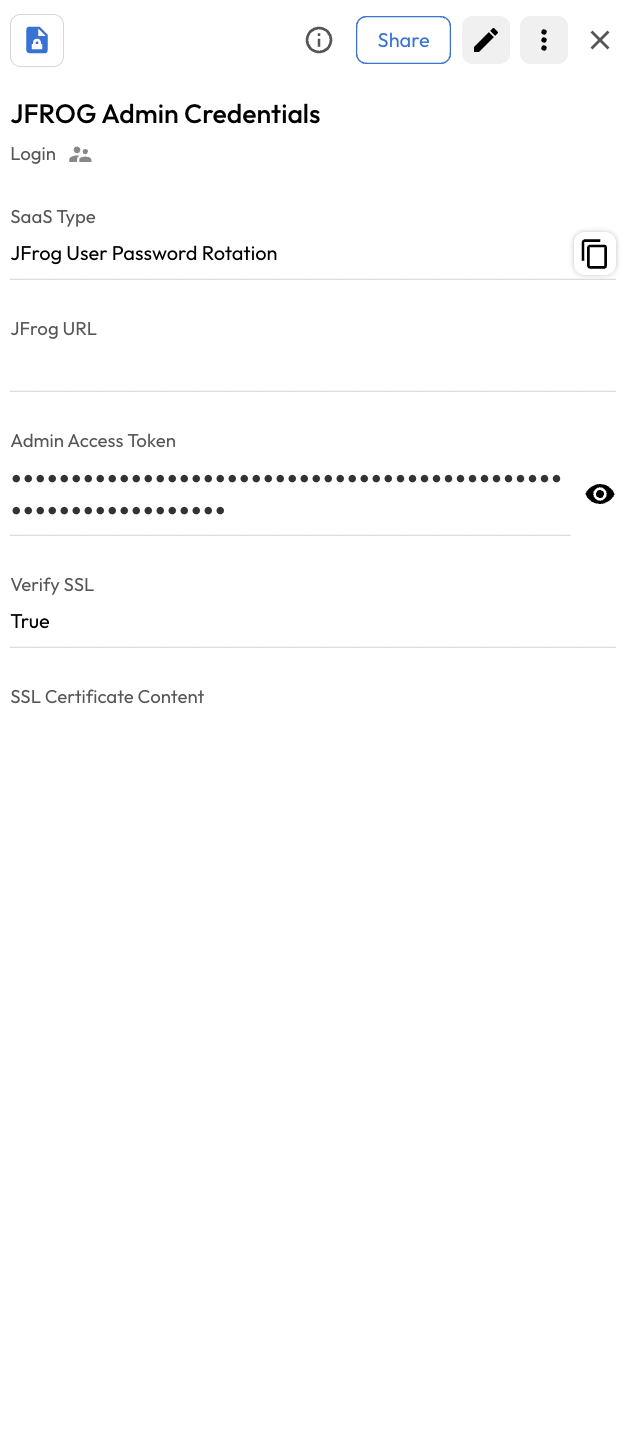 Share
JFROG Admin Credentials
Login
SaaS Type
JFrog User Password Rotation
JFrog URL
Admin Access Token
••••••••••••••••••••••••••••••••••••••••••••••
••••••••••••••••••
Verify SSL
True
SSL Certificate Content